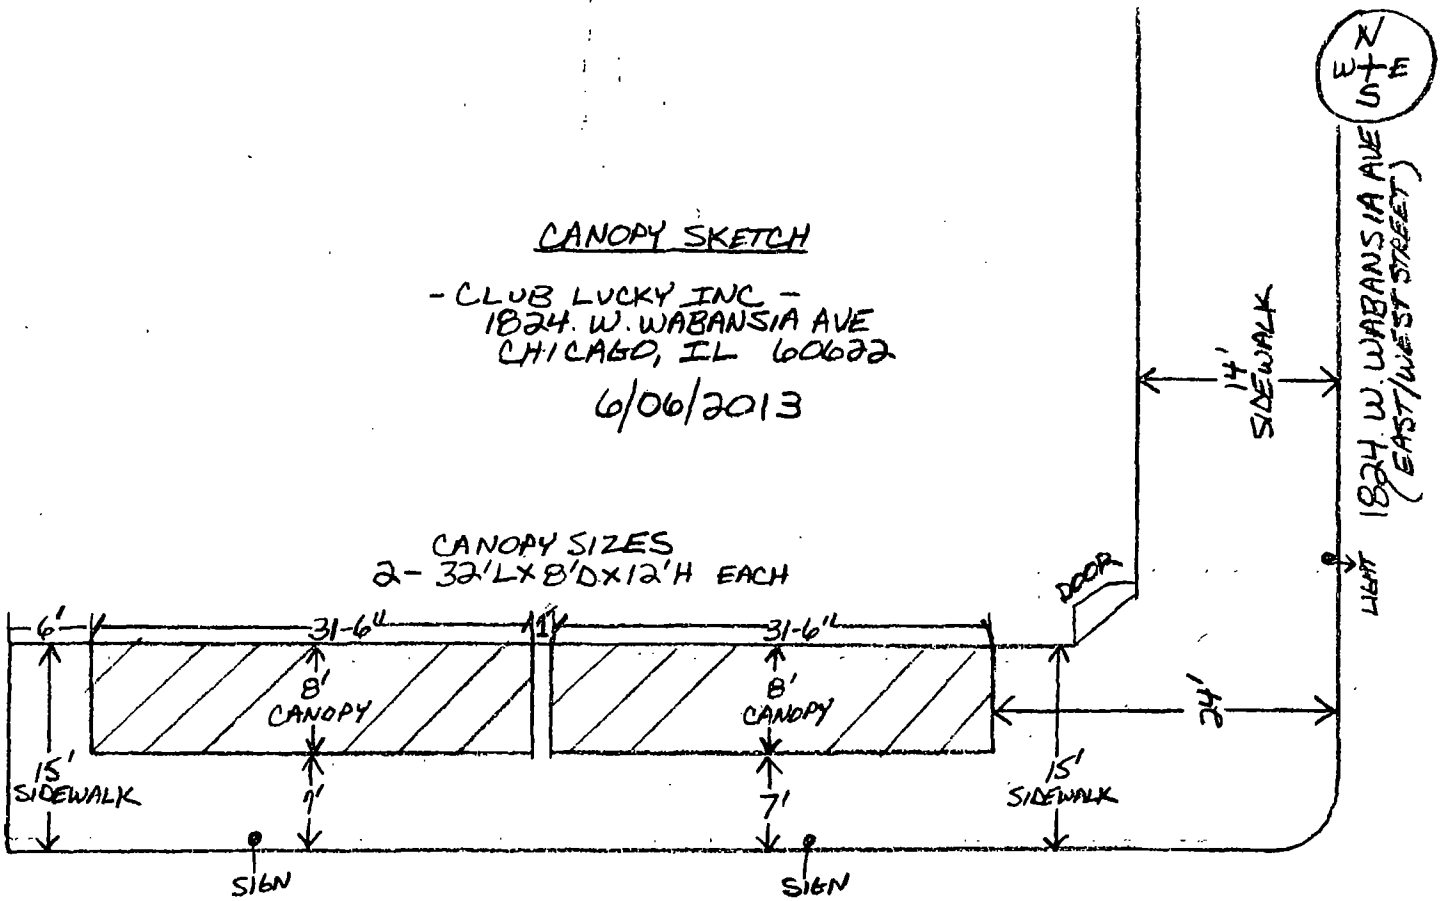 N
W E
S
CANOPY SKETCH
- CLUB LUCKY INC -
1824. W. WABANSIA AVE
CHICAGO, IL 60622
6/06/2013
14'
SIDEWALK
1824. W. WABANSIA AVE
(EAST/WEST STREET)
LIGHT
CANOPY SIZES
2- 32'L X 8'D X 12'H EACH
DOOR
6'
31-6"
1'
31-6"
8'
CANOPY
8'
CANOPY
24'
15'
SIDEWALK
7'
7'
15'
SIDEWALK
SIGN
SIGN